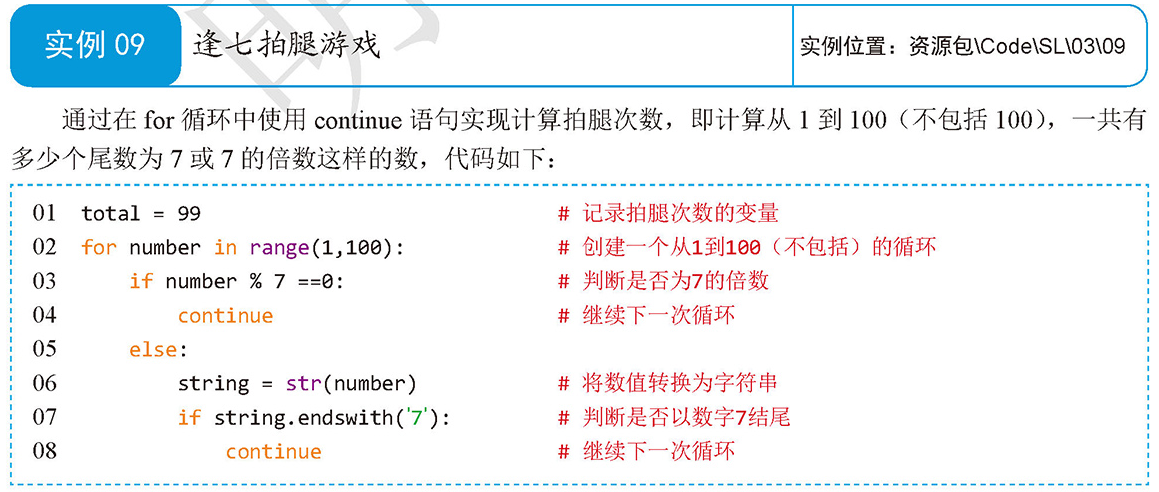 实例 09
逢七拍腿游戏
实例位置：资源包\Code\SL\03\09
通过在 for 循环中使用 continue 语句实现计算拍腿次数，即计算从 1 到 100（不包括 100），一共有
多少个尾数为 7 或 7 的倍数这样的数，代码如下：
01 total = 99 # 记录拍腿次数的变量
02 for number in range(1,100): # 创建一个从1到100（不包括）的循环
03 if number % 7 ==0: # 判断是否为7的倍数
04 continue # 继续下一次循环
05 else:
06 string = str(number) # 将数值转换为字符串
07 if string.endswith('7'): # 判断是否以数字7结尾
08 continue # 继续下一次循环